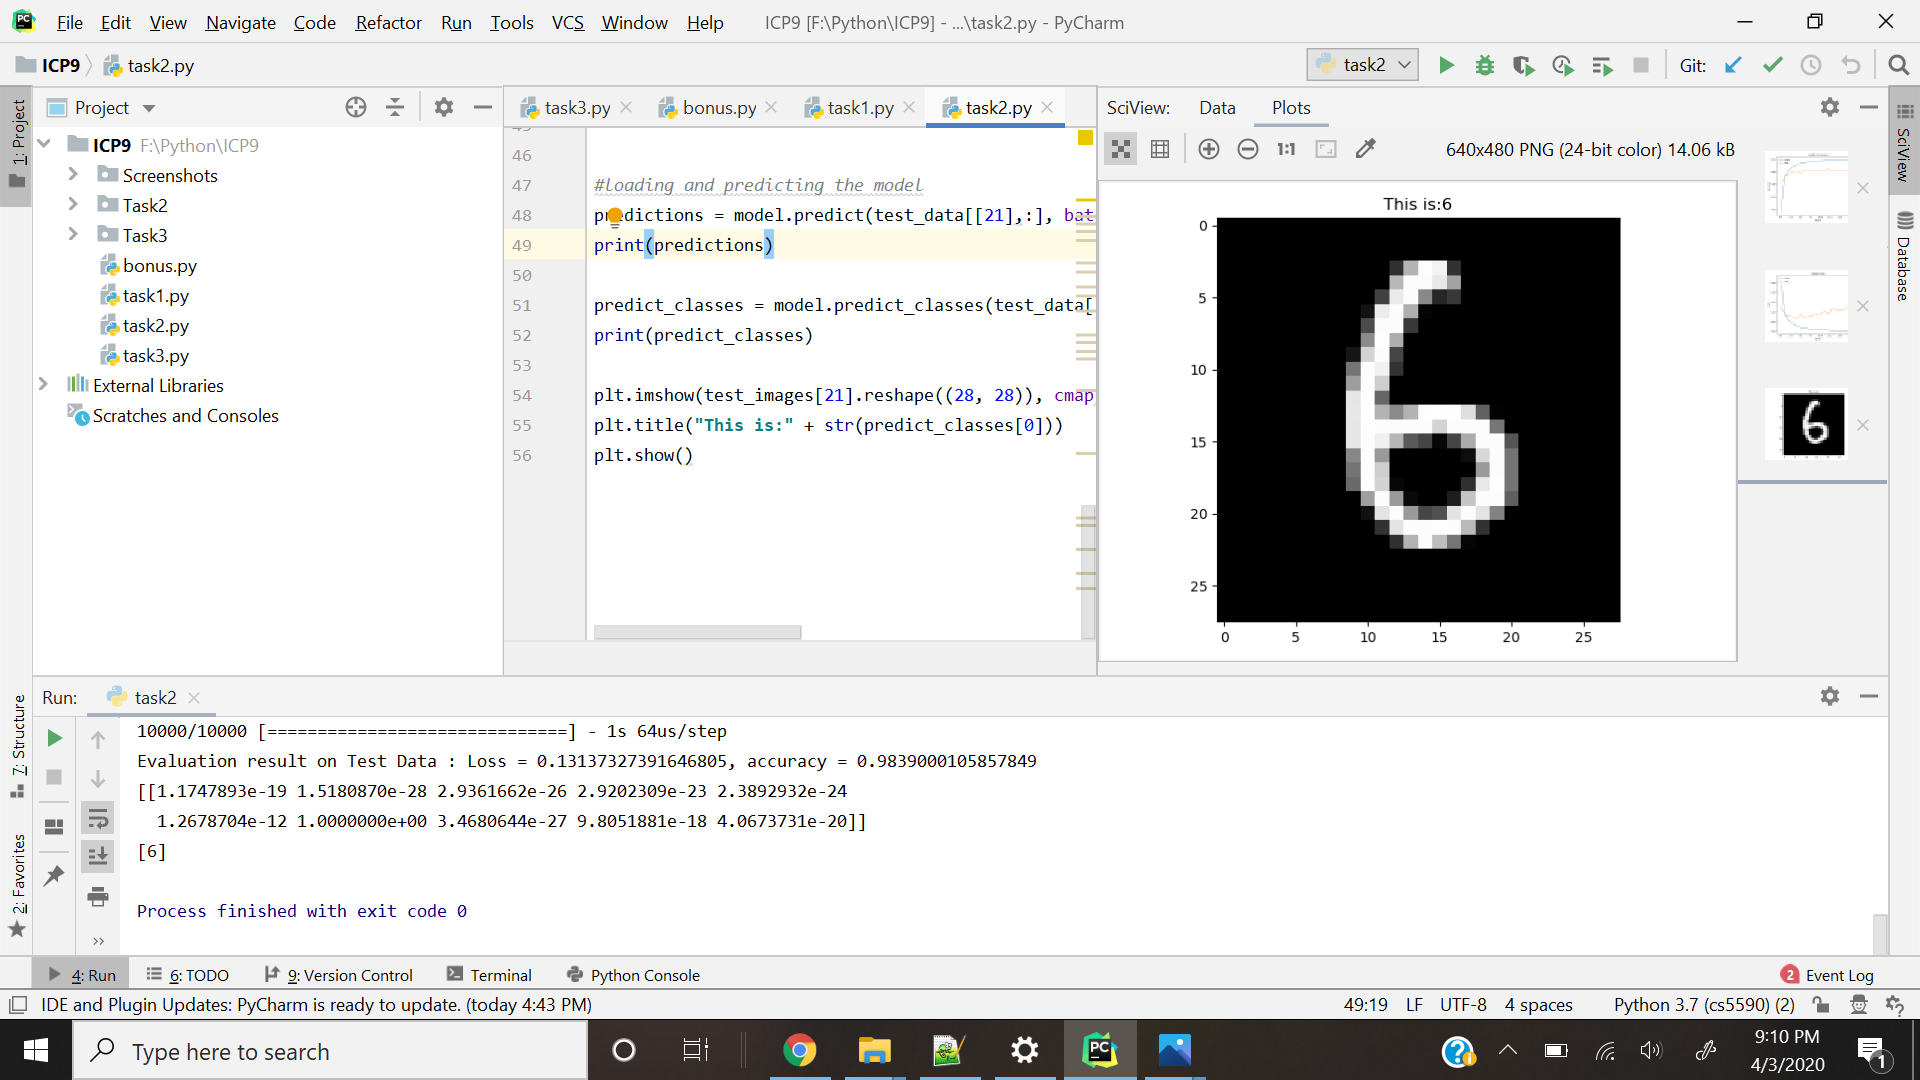 File Edit View Navigate Code Refactor Run Tools VCS Window Help ICP9 [F:\Python\ICP9] - ...\task2.py - PyCharm
ICP9 task2.py task2 Git:
1: Project
Project
task3.py bonus.py task1.py task2.py
SciView: Data Plots
640x480 PNG (24-bit color) 14.06 kB
ICP9 F:\Python\ICP9
Screenshots
Task2
Task3
bonus.py
task1.py
task2.py
task3.py
External Libraries
Scratches and Consoles
46
47 #loading and predicting the model
48 predictions = model.predict(test_data[[21],:], bat
49 print(predictions)
50
51 predict_classes = model.predict_classes(test_data[
52 print(predict_classes)
53
54 plt.imshow(test_images[21].reshape((28, 28)), cmap
55 plt.title("This is:" + str(predict_classes[0]))
56 plt.show()
This is:6
0
5
10
15
20
25
0 5 10 15 20 25
6
SciView
Database
7: Structure
2: Favorites
Run: task2
10000/10000 [==============================] - 1s 64us/step
Evaluation result on Test Data : Loss = 0.13137327391646805, accuracy = 0.9839000105857849
[[1.1747893e-19 1.5180870e-28 2.9361662e-26 2.9202309e-23 2.3892932e-24
1.2678704e-12 1.0000000e+00 3.4680644e-27 9.8051881e-18 4.0673731e-20]]
[6]
Process finished with exit code 0
4: Run 6: TODO 9: Version Control Terminal Python Console 2 Event Log
IDE and Plugin Updates: PyCharm is ready to update. (today 4:43 PM) 49:19 LF UTF-8 4 spaces Python 3.7 (cs5590) (2)
Type here to search
9:10 PM
4/3/2020
1